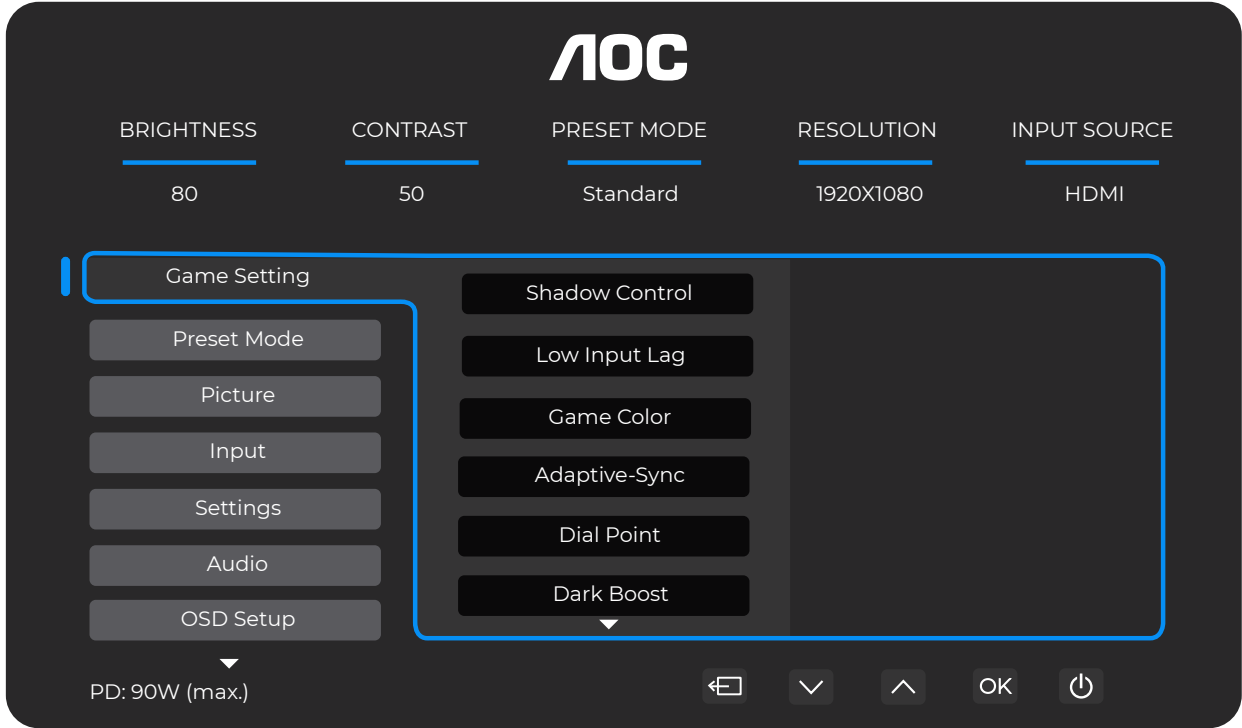 AOC
BRIGHTNESS CONTRAST PRESET MODE RESOLUTION INPUT SOURCE
80 50 Standard 1920X1080 HDMI
Game Setting
Preset Mode
Picture
Input
Settings
Audio
OSD Setup
Shadow Control
Low Input Lag
Game Color
Adaptive-Sync
Dial Point
Dark Boost
PD: 90W (max.)
OK